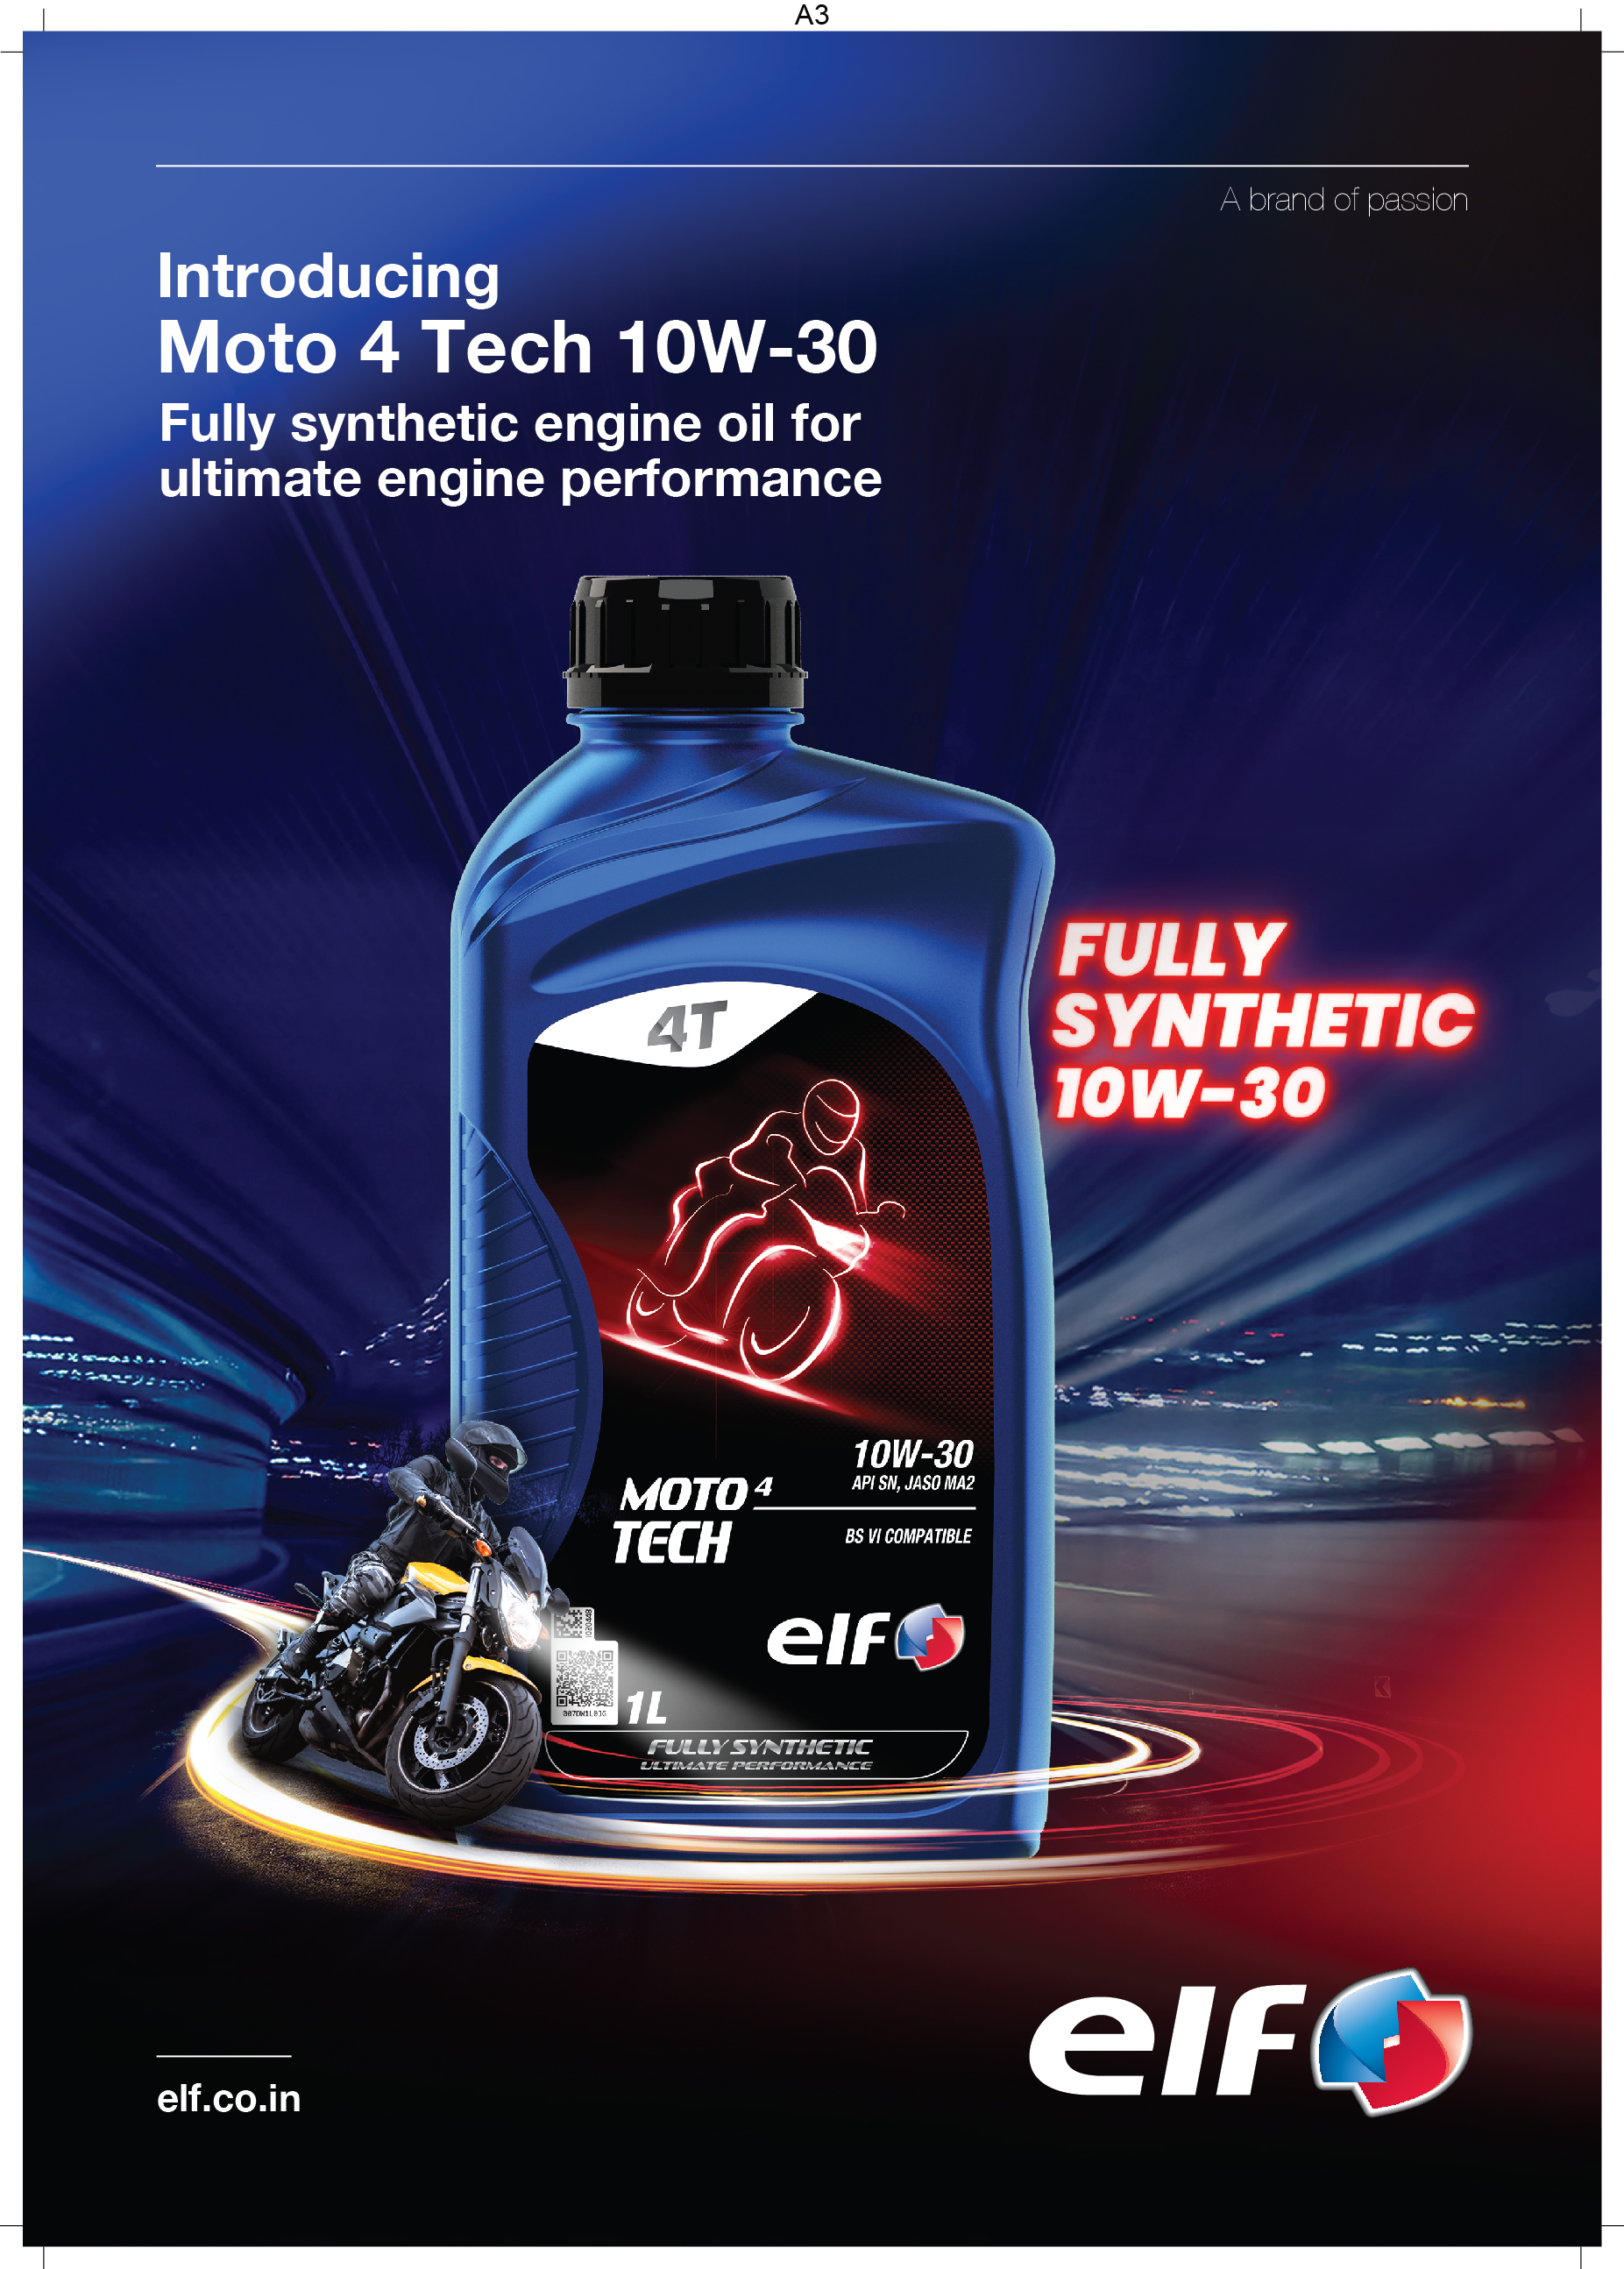 A3
A brand of passion
Introducing
Moto 4 Tech 10W-30
Fully synthetic engine oil for
ultimate engine performance
FULLY
SYNTHETIC
10W-30
4T
10W-30
API SN, JASO MA2
MOTO 4
TECH
BS VI COMPATIBLE
elf
1L
FULLY SYNTHETIC
ULTIMATE PERFORMANCE
elf
elf.co.in